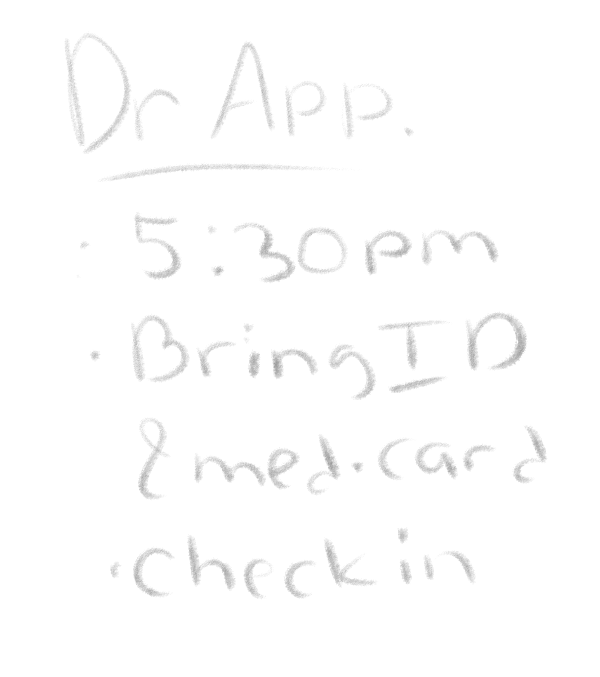 Dr App.
· 5:30pm
· Bring ID
& med. card
· Check in